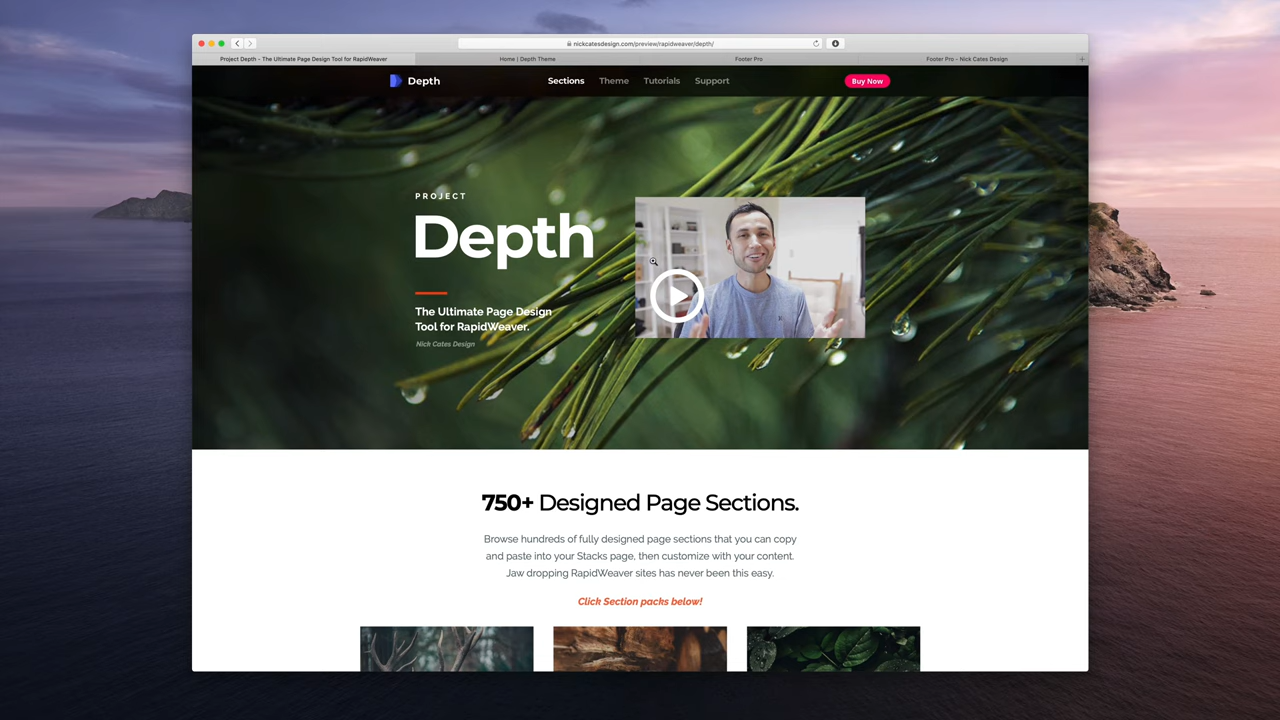 nickcatesdesign.com/preview/rapidweaver/depth/
Project Depth - The Ultimate Page Design Tool for RapidWeaver
Home | Depth Theme
Footer Pro
Footer Pro - Nick Cates Design
Depth
Sections
Theme
Tutorials
Support
Buy Now
PROJECT
Depth
The Ultimate Page Design
Tool for RapidWeaver.
Nick Cates Design
750+ Designed Page Sections.
Browse hundreds of fully designed page sections that you can copy
and paste into your Stacks page, then customize with your content.
Jaw dropping RapidWeaver sites has never been this easy.
Click Section packs below!